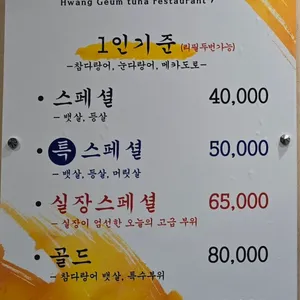 Hwang Geum tuna restaurant
1인기준 (리필두번가능)
-참다랑어, 눈다랑어, 메카도로-
• 스페셜 40,000
- 뱃살, 등살
• 특 스페셜 50,000
- 뱃살, 등살, 머릿살
• 실장스페셜 65,000
- 실장이 엄선한 오늘의 고급 부위
• 골드 80,000
- 참다랑어 뱃살, 특수부위